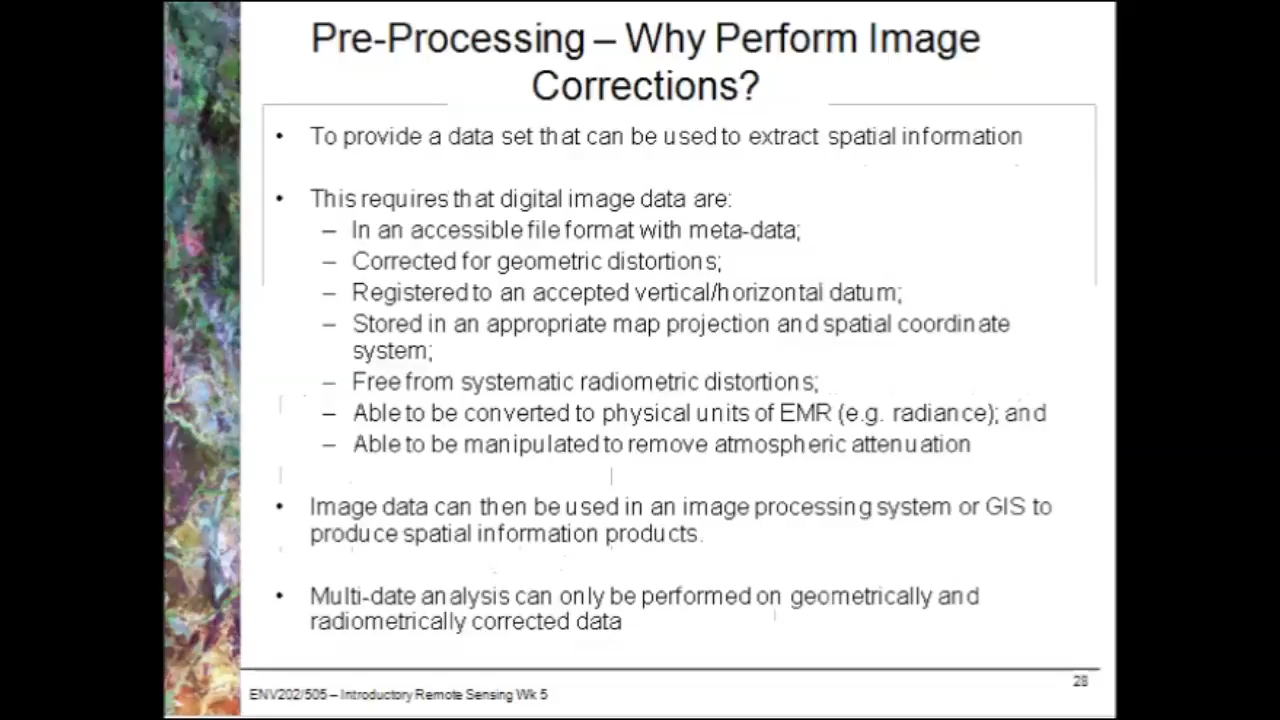 Pre-Processing – Why Perform Image
Corrections?
• To provide a data set that can be used to extract spatial information
• This requires that digital image data are:
– In an accessible file format with meta-data;
– Corrected for geometric distortions;
– Registered to an accepted vertical/horizontal datum;
– Stored in an appropriate map projection and spatial coordinate
system;
– Free from systematic radiometric distortions;
– Able to be converted to physical units of EMR (e.g. radiance); and
– Able to be manipulated to remove atmospheric attenuation
• Image data can then be used in an image processing system or GIS to
produce spatial information products.
• Multi-date analysis can only be performed on geometrically and
radiometrically corrected data
28
ENV202/505 – Introductory Remote Sensing Wk 5